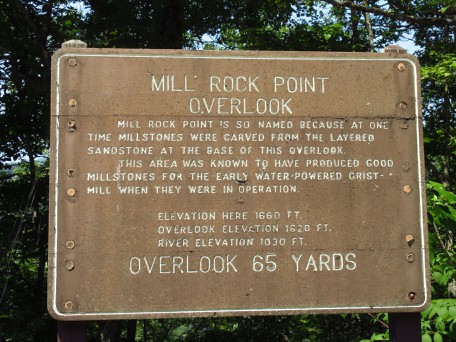 MILL ROCK POINT
OVERLOOK
MILL ROCK POINT IS SO NAMED BECAUSE AT ONE
TIME MILLSTONES WERE CARVED FROM THE LAYERED
SANDSTONE AT THE BASE OF THIS OVERLOOK.
THIS AREA WAS KNOWN TO HAVE PRODUCED GOOD
MILLSTONES FOR THE EARLY WATER-POWERED GRIST-
MILL WHEN THEY WERE IN OPERATION.
ELEVATION HERE 1660 FT.
OVERLOOK ELEVATION 1620 FT.
RIVER ELEVATION 1030 FT.
OVERLOOK 65 YARDS